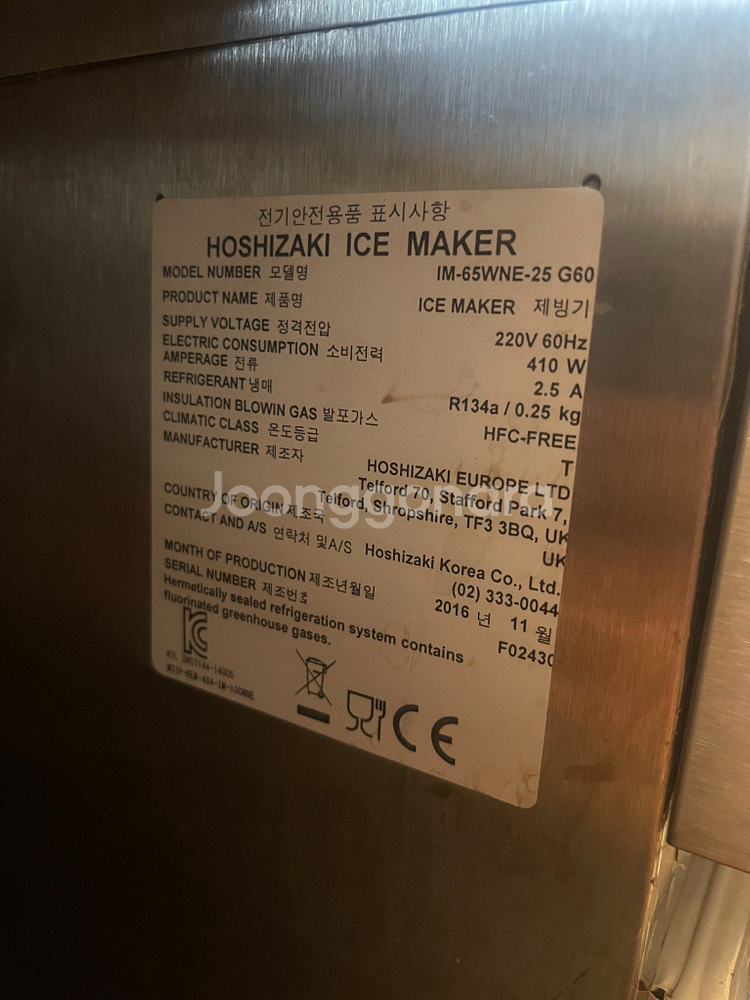 전기안전용품 표시사항
HOSHIZAKI ICE MAKER
MODEL NUMBER 모델명 IM-65WNE-25 G60
PRODUCT NAME 제품명 ICE MAKER 제빙기
SUPPLY VOLTAGE 정격전압 220V 60Hz
ELECTRIC CONSUMPTION 소비전력 410 W
AMPERAGE 전류 2.5 A
REFRIGERANT 냉매 R134a / 0.25 kg
INSULATION BLOWIN GAS 발포가스 HFC-FREE
CLIMATIC CLASS 온도등급 T
MANUFACTURER 제조자 HOSHIZAKI EUROPE LTD
Telford 70, Stafford Park 7,
Telford, Shropshire, TF3 3BQ, UK
COUNTRY OF ORIGIN 제조국 UK
CONTACT AND A/S 연락처 및A/S Hoshizaki Korea Co., Ltd.
(02) 333-0044
MONTH OF PRODUCTION 제조년월일 2016 년 11 월
SERIAL NUMBER 제조번호 F02430
Hermetically sealed refrigeration system contains
fluorinated greenhouse gases.
KC
CE
Joonggonara